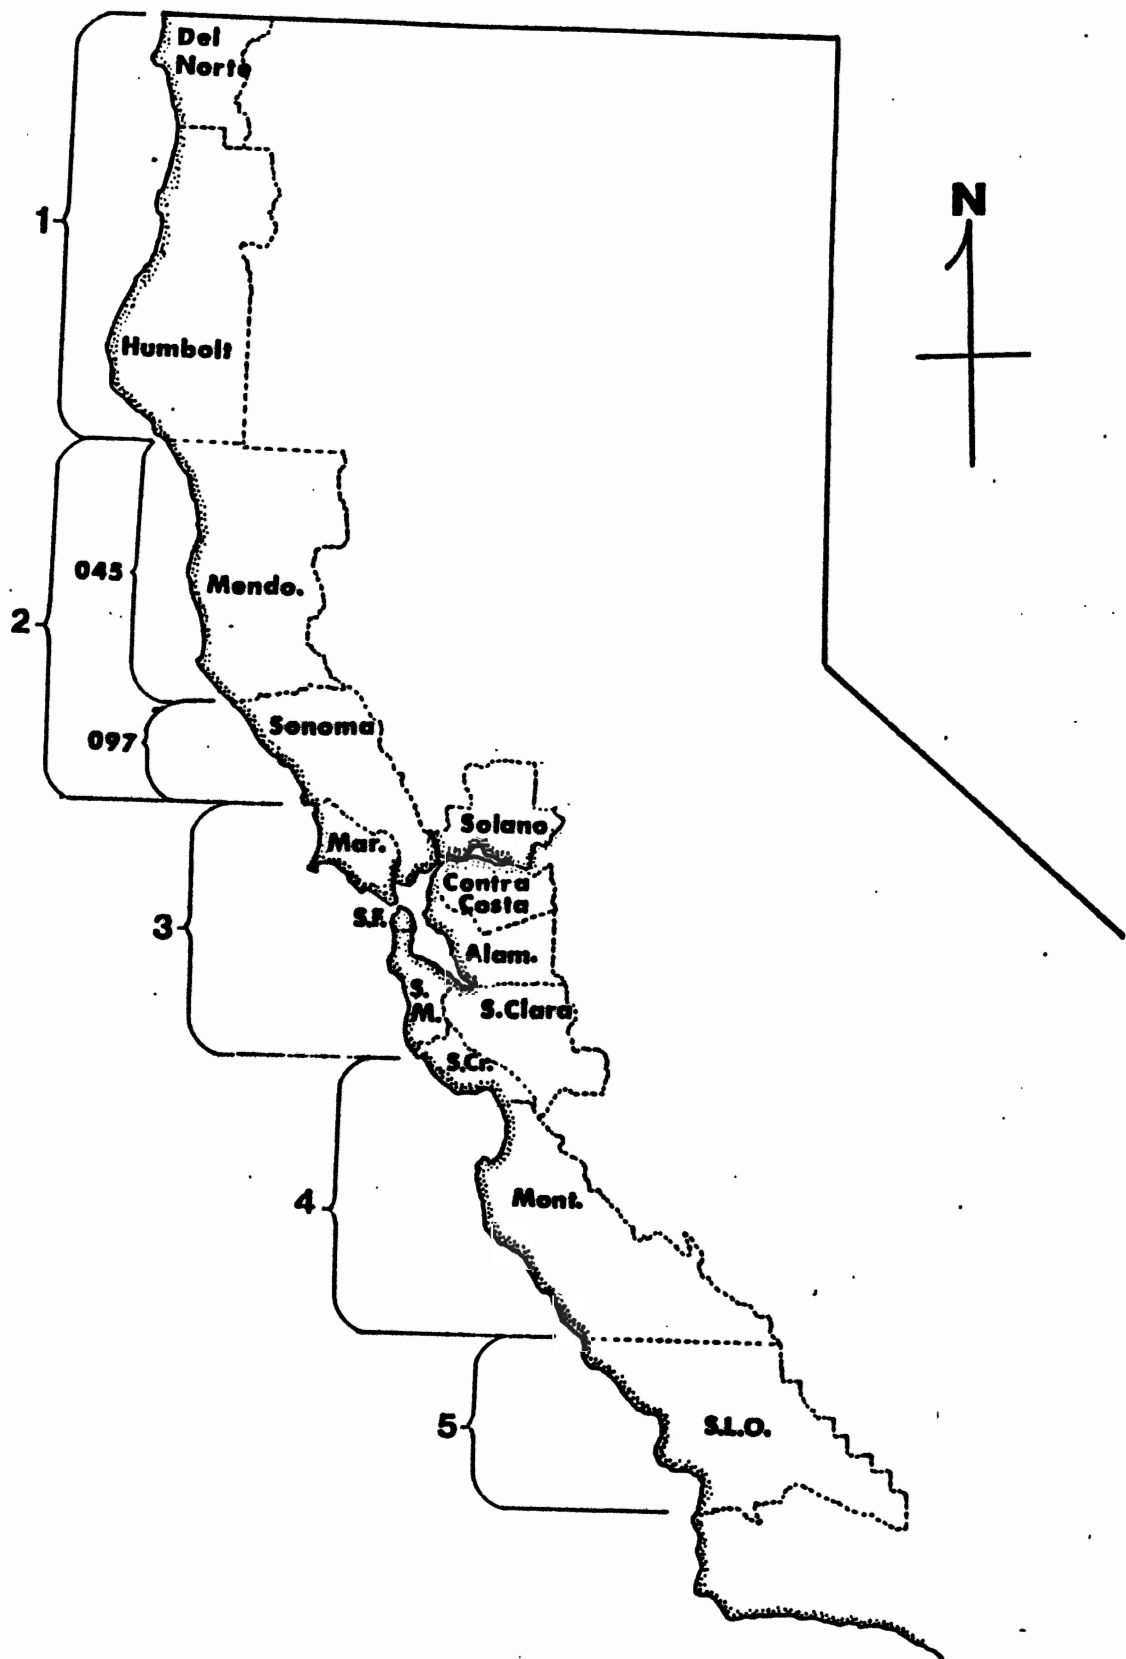 Del
Norte
N
1
Humbolt
045
Mendo.
2
Sonoma
097
Solano
Mar.
Contra
Costa
S.F.
3
Alam.
S.
M.
S.Clara
S.Cr.
4
Mont.
5
S.L.O.